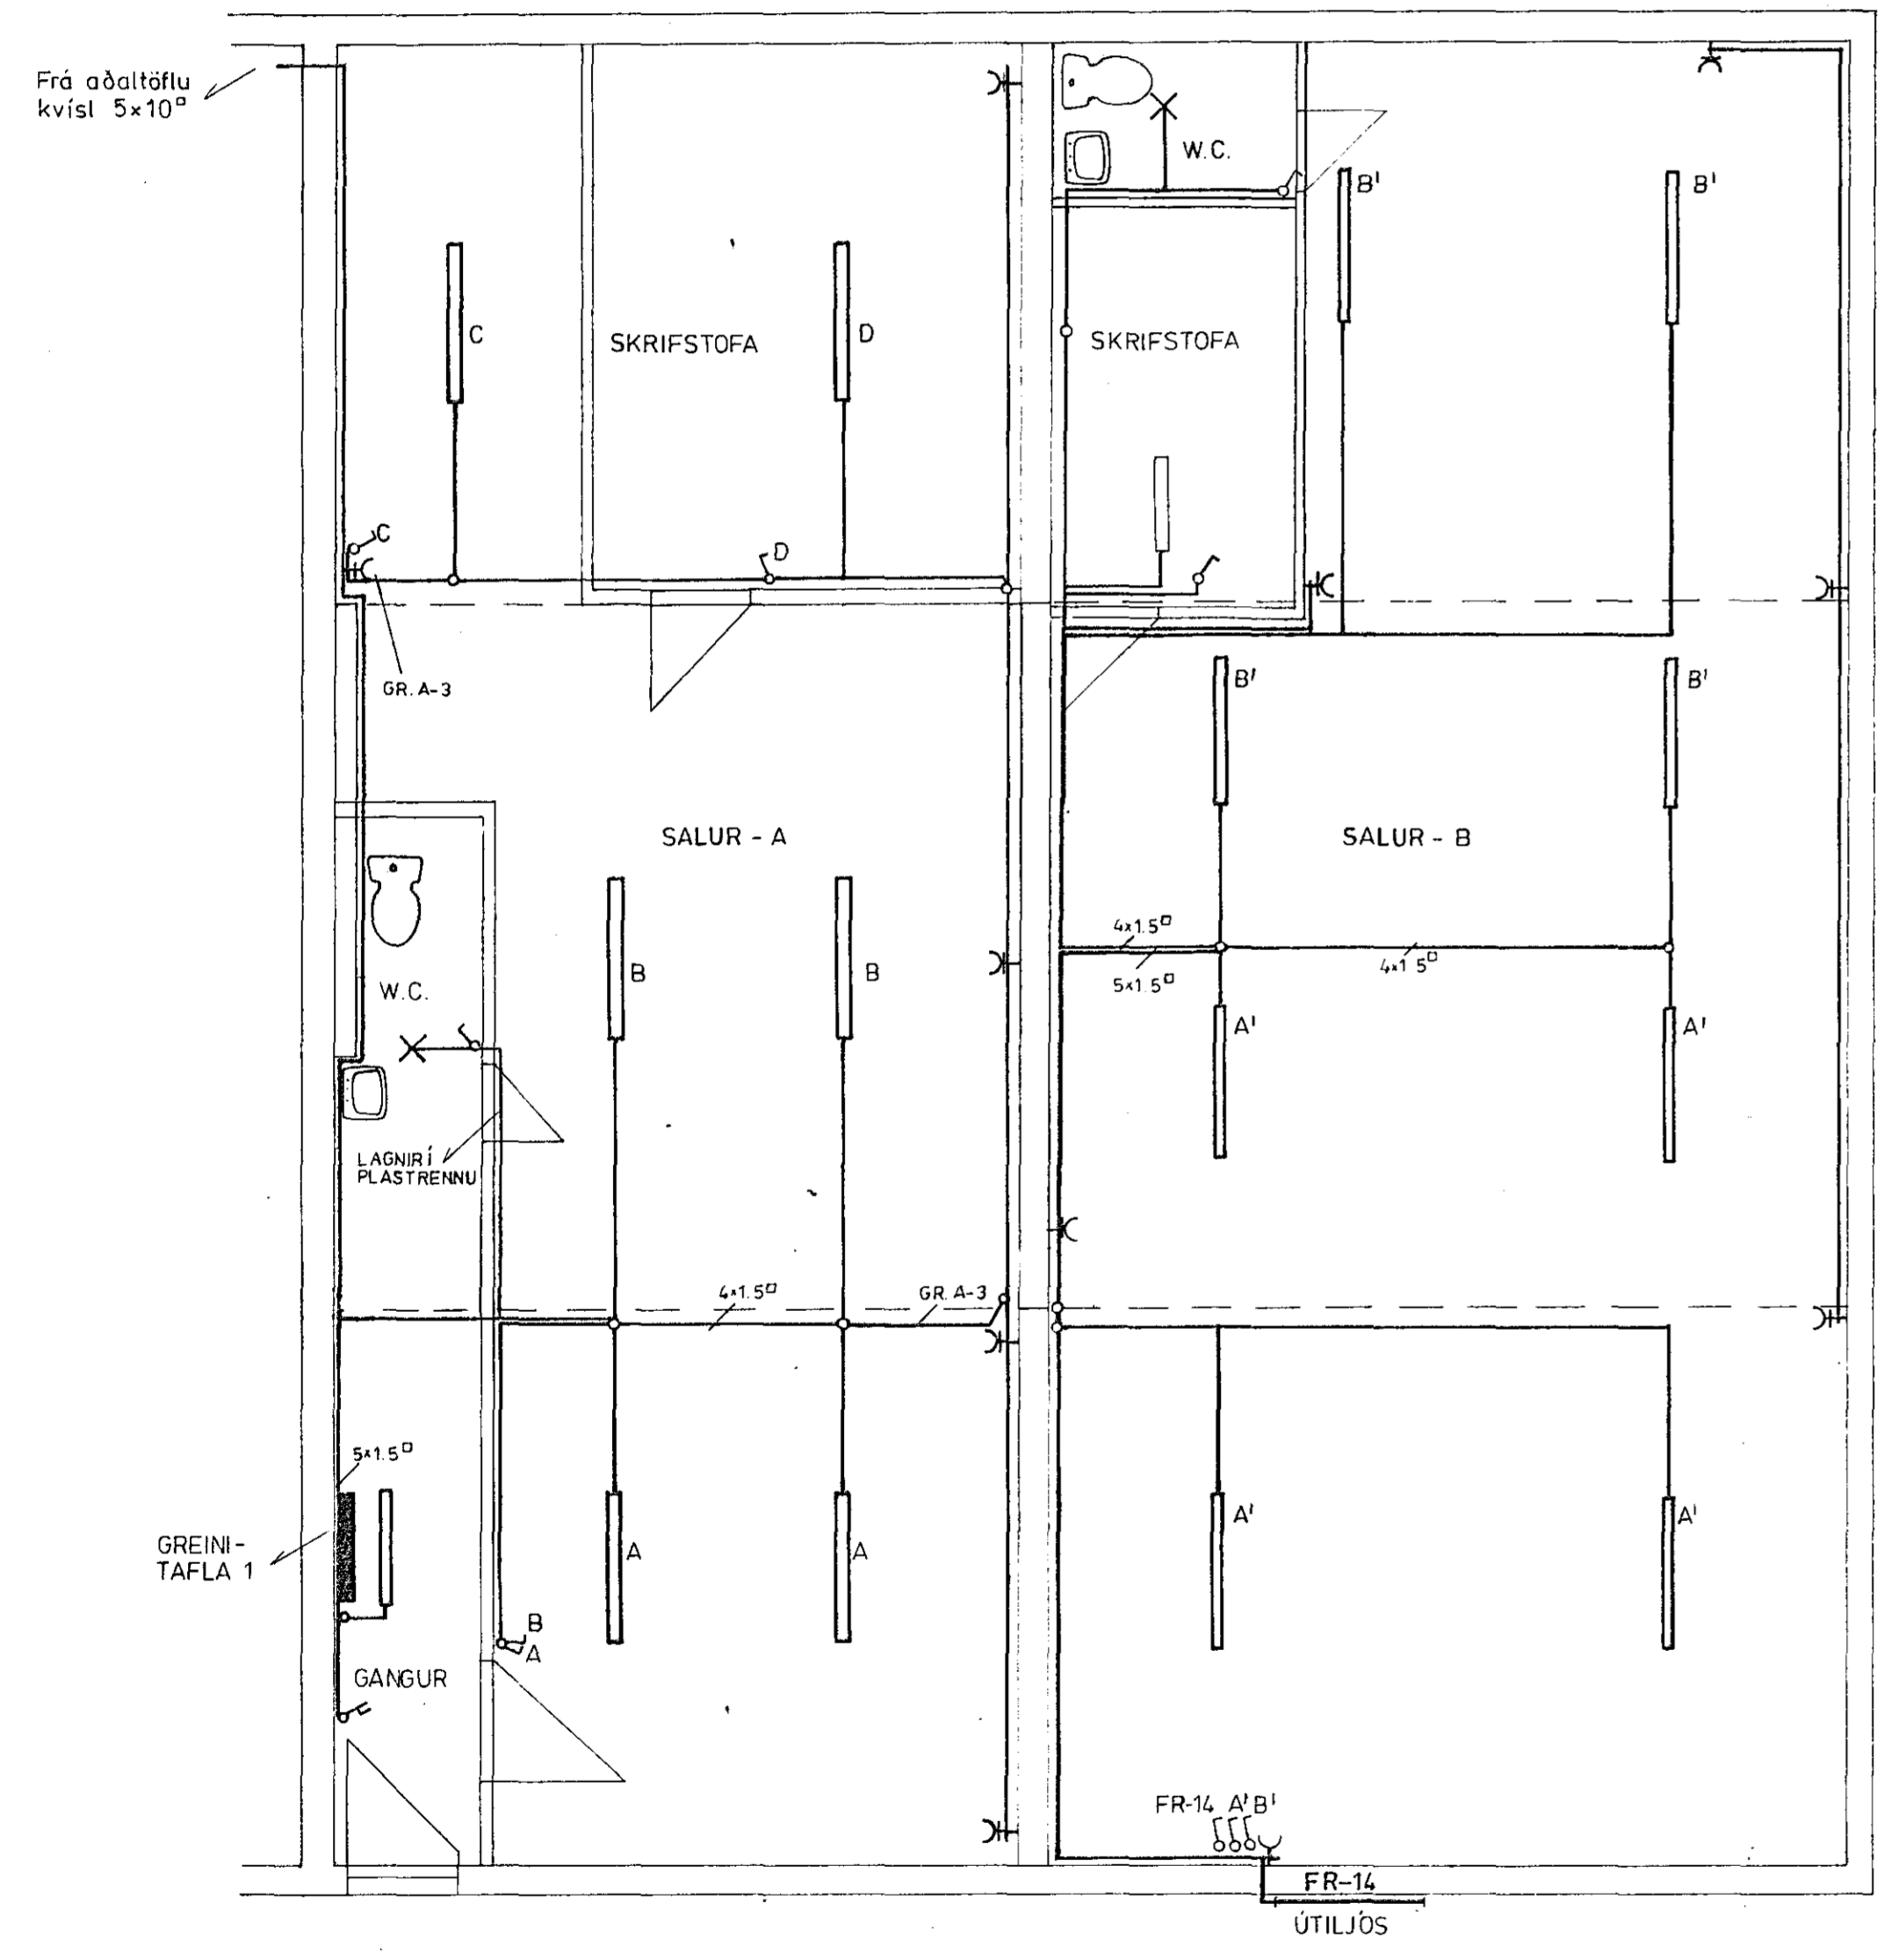 Frá aðaltöflu
kvísl 5×10□
W.C.
B'
B'
C
SKRIFSTOFA
D
SKRIFSTOFA
C
D
GR. A-3
B'
B'
SALUR - A
SALUR - B
4×1.5□
5×1.5□
4×1.5□
B
B
W.C.
A'
A'
LAGNIR Í
PLASTRENNU
4×1.5□
GR. A-3
5×1.5□
A'
A'
GREINI-
TAFLA 1
A
A
B
A
GANGUR
FR-14 A' B'
FR-14
ÚTILJÓS